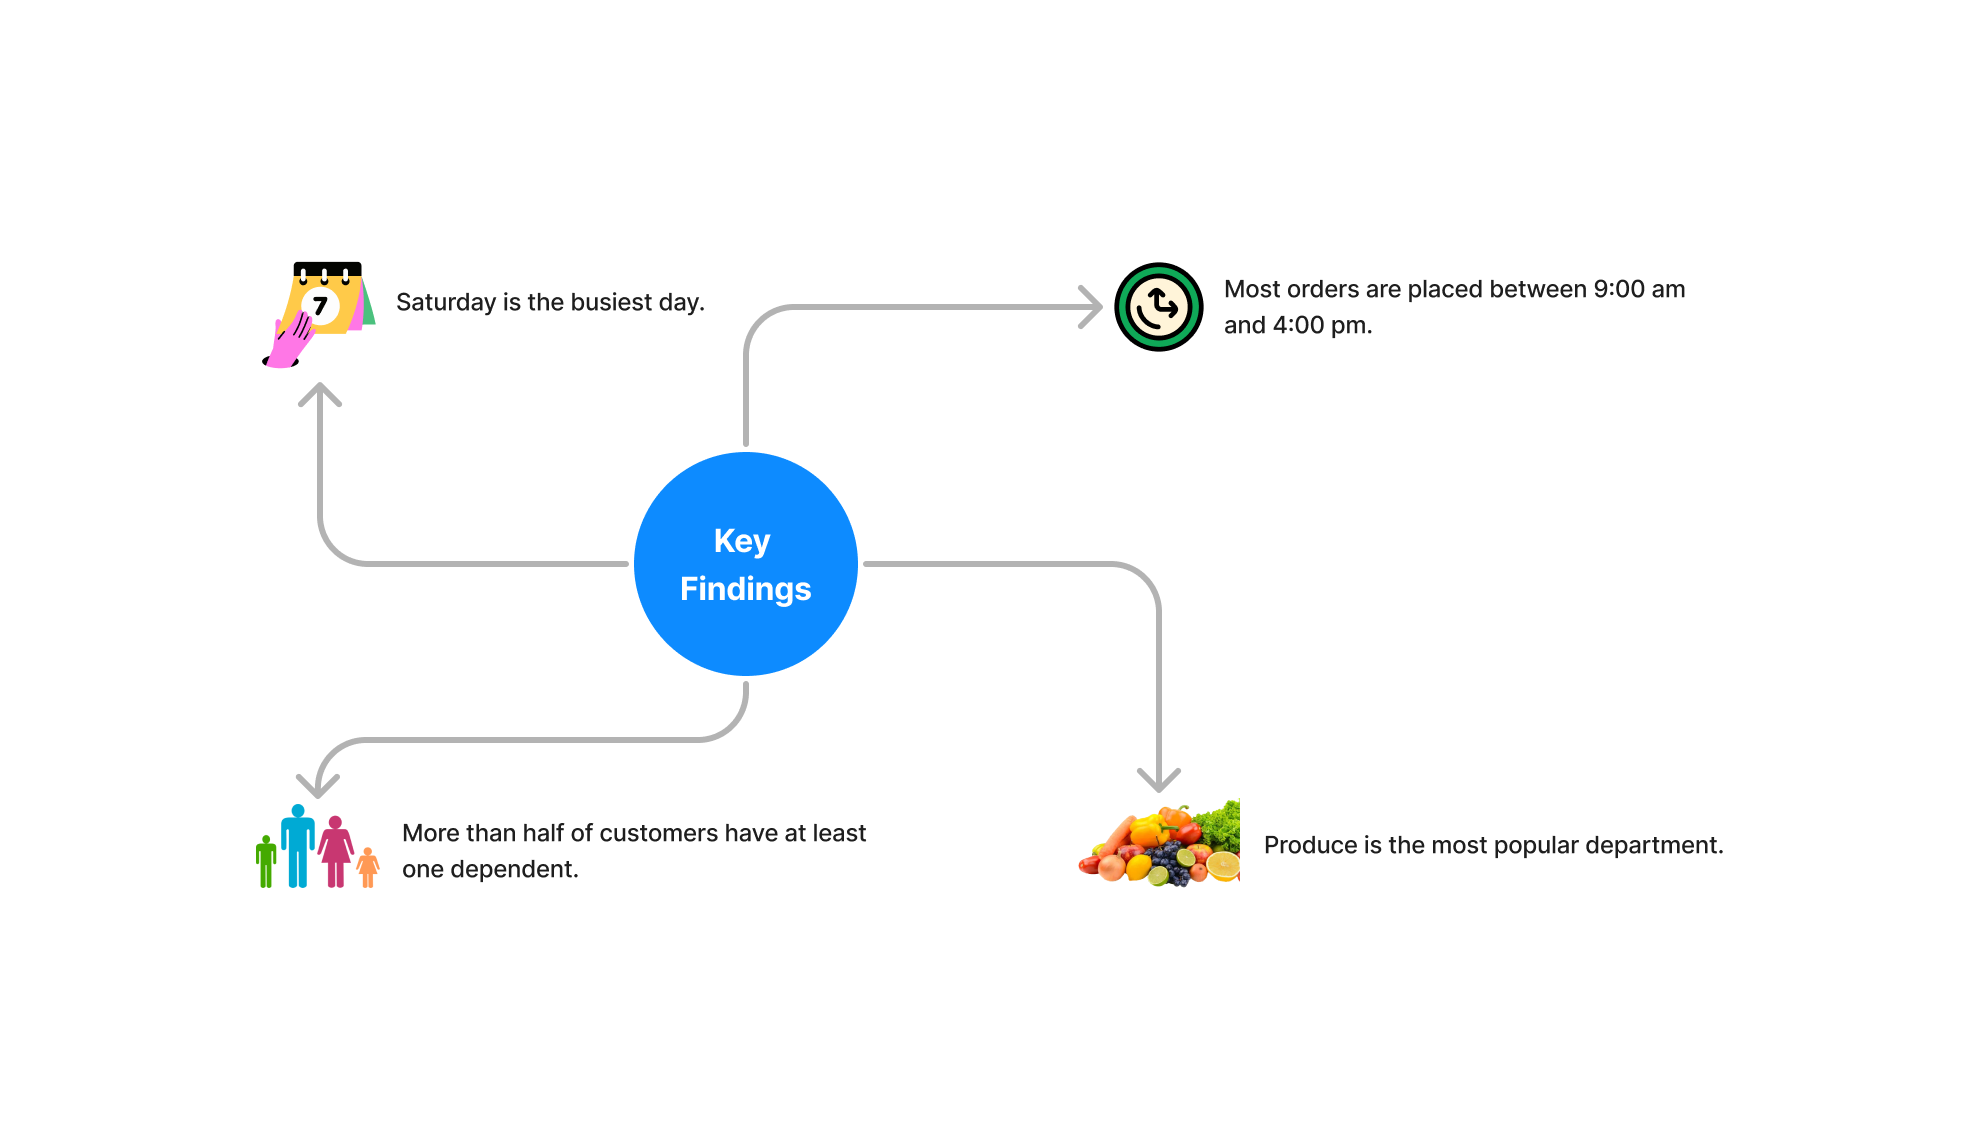 7
Saturday is the busiest day.
Most orders are placed between 9:00 am
and 4:00 pm.
Key
Findings
More than half of customers have at least
one dependent.
Produce is the most popular department.